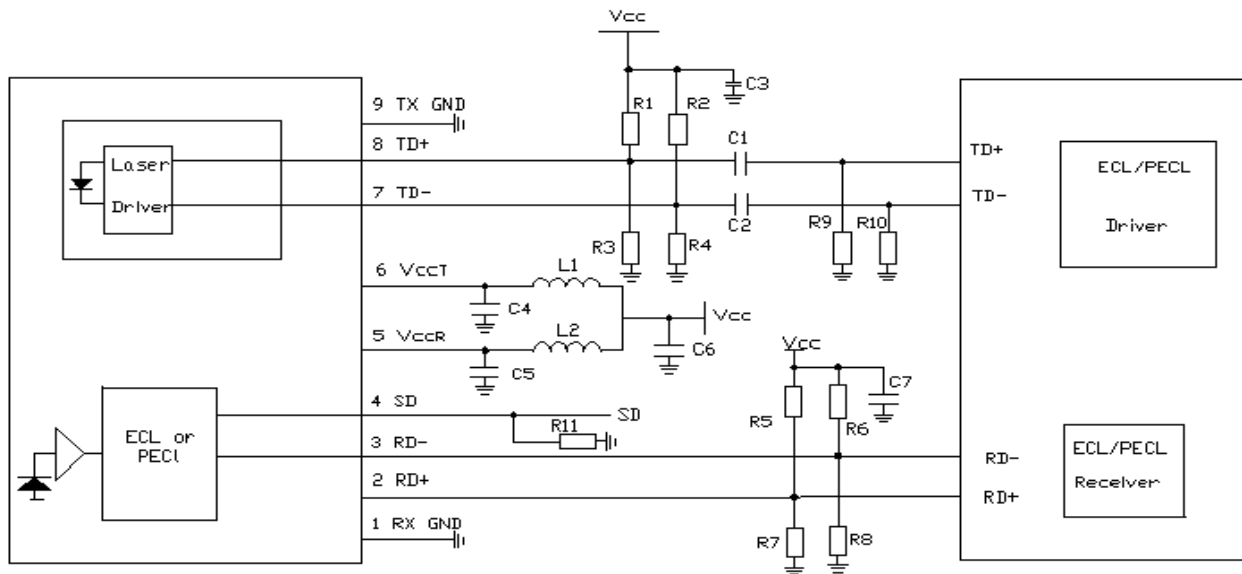 Vcc
C3
R1 R2
9 TX GND
8 TD+
C1
TD+
Laser
Driver
ECL/PECL
Driver
7 TD-
TD-
C2
R9 R10
R3 R4
6 VccT
L1
C4
Vcc
5 VccR
L2
C6
C5
Vcc
C7
R5 R6
4 SD
SD
R11
ECL or
PECl
3 RD-
RD-
2 RD+
RD+
ECL/PECL
Recelver
1 RX GND
R7 R8